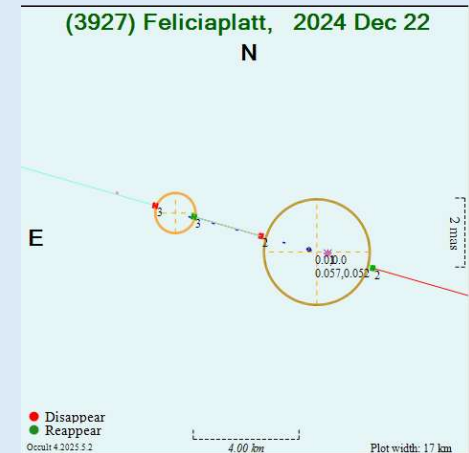 (3927) Feliciaplatt, 2024 Dec 22
N
3
3
2
2 mas
E
0.057,0.052
2
Disappear
Reappear
Occult 4.2025.5.2
4.00 km
Plot width: 17 km